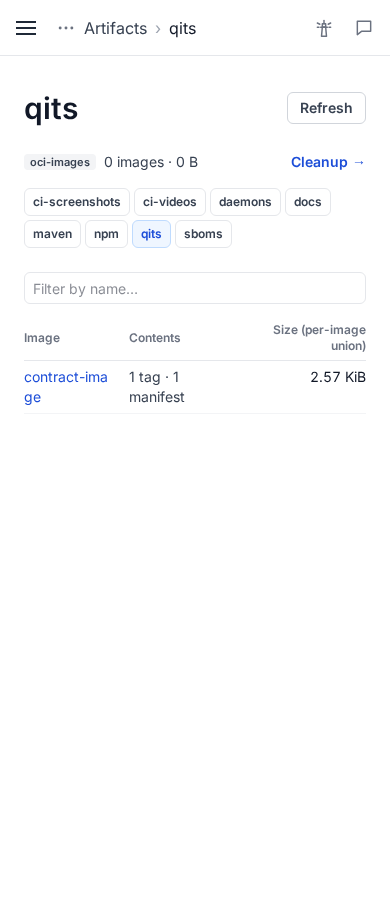 ··· Artifacts › qits
qits
Refresh
oci-images 0 images · 0 B Cleanup →
ci-screenshots ci-videos daemons docs
maven npm qits sboms
Filter by name...
Image Contents Size (per-image
union)
contract-ima 1 tag · 1 2.57 KiB
ge manifest